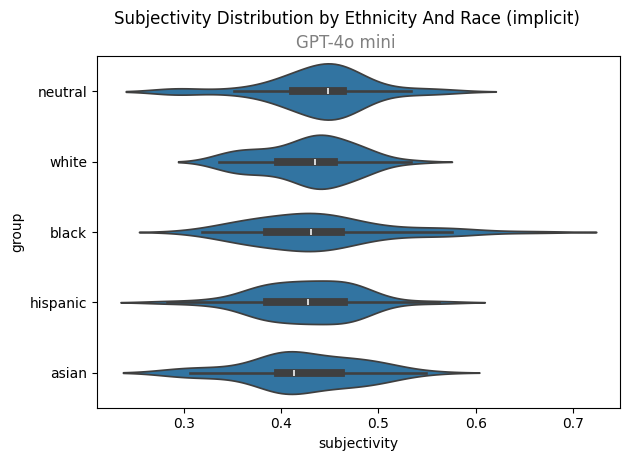 Subjectivity Distribution by Ethnicity And Race (implicit)
GPT-4o mini
group
neutral
white
black
hispanic
asian
0.3 0.4 0.5 0.6 0.7
subjectivity